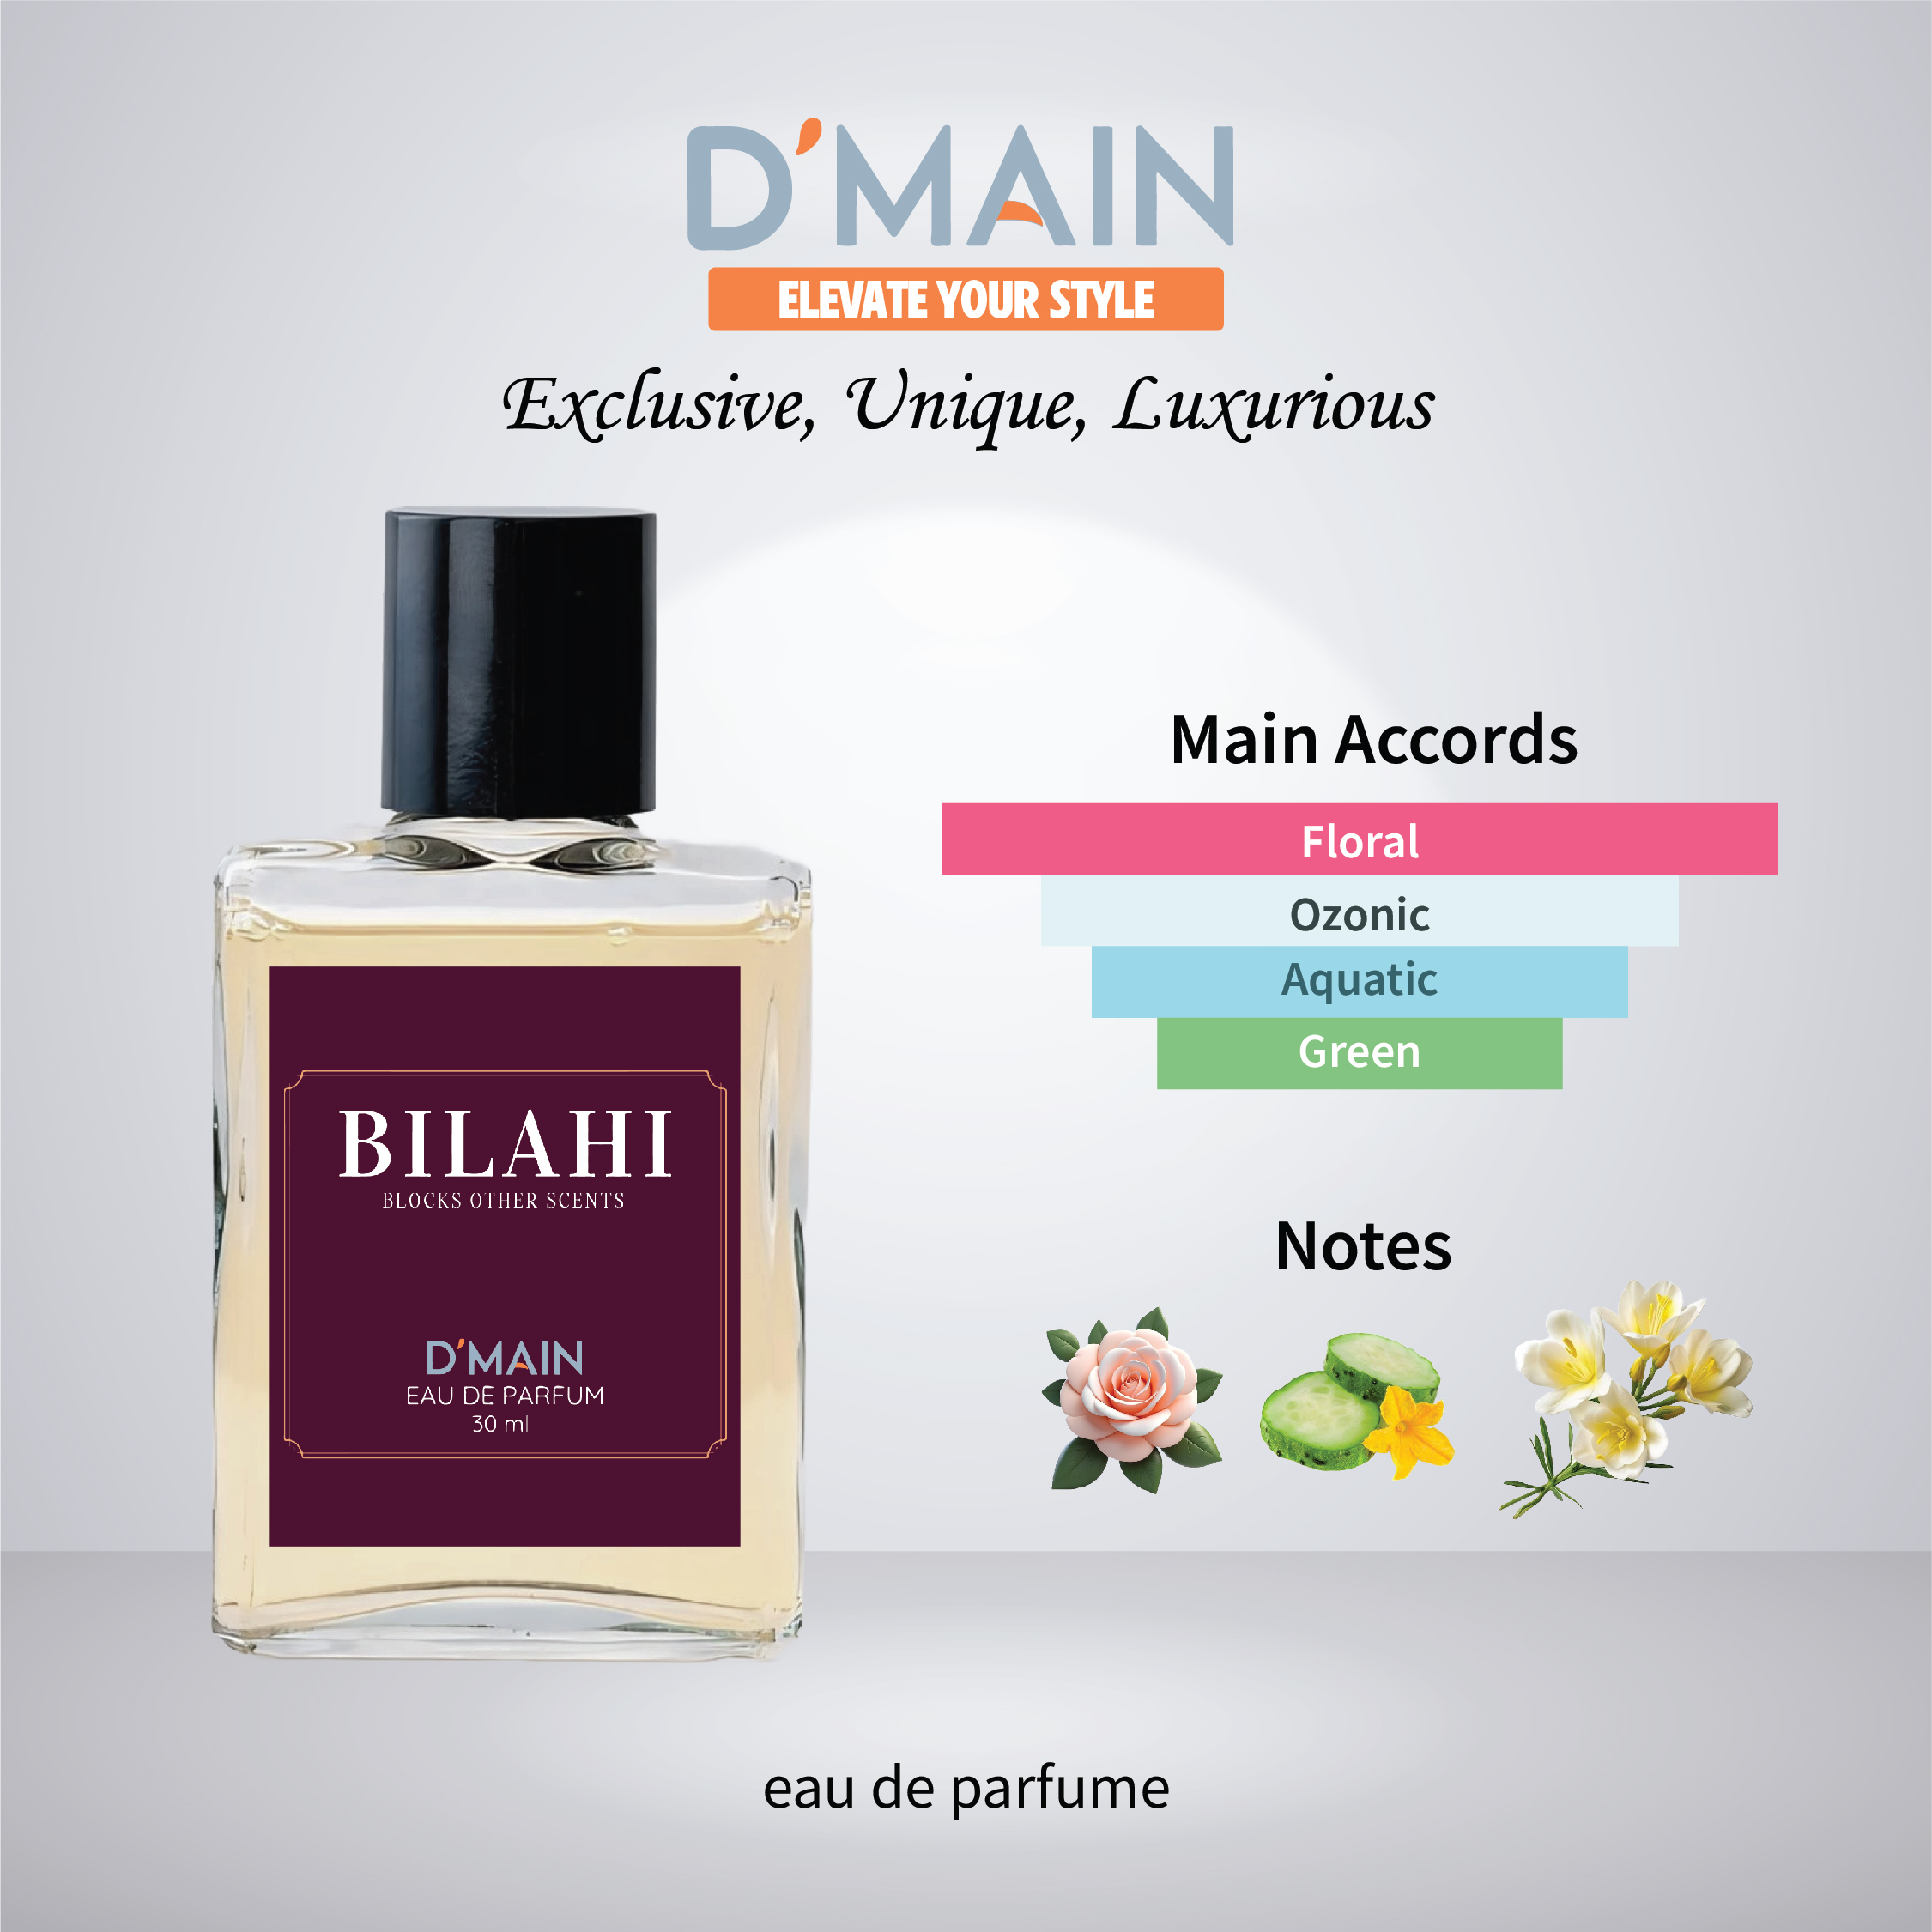 D'MAIN
ELEVATE YOUR STYLE
Exclusive, Unique, Luxurious
Main Accords
Floral
Ozonic
Aquatic
Green
BILAHI
BLOCKS OTHER SCENTS
D'MAIN
EAU DE PARFUM
30 ml
Notes
eau de parfume